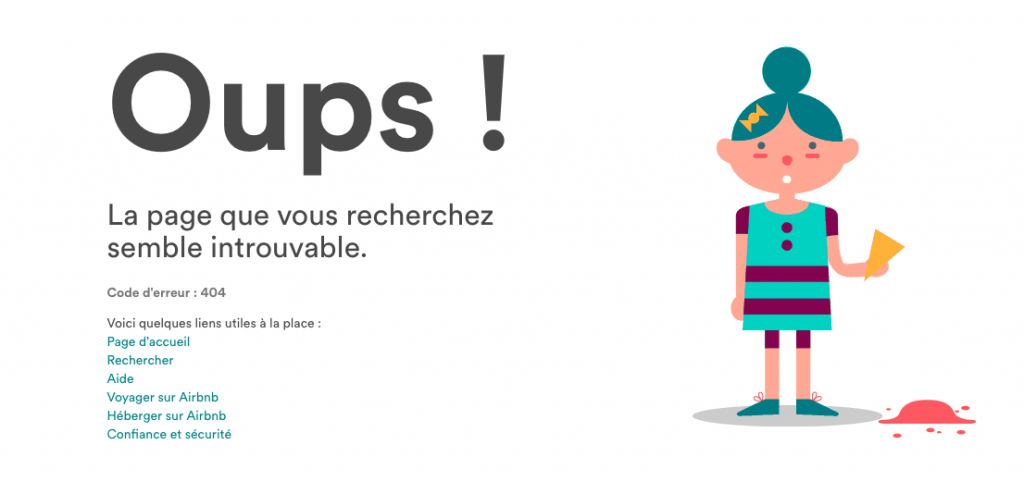 Oups !
La page que vous recherchez
semble introuvable.
Code d'erreur : 404
Voici quelques liens utiles à la place :
Page d'accueil
Rechercher
Aide
Voyager sur Airbnb
Héberger sur Airbnb
Confiance et sécurité